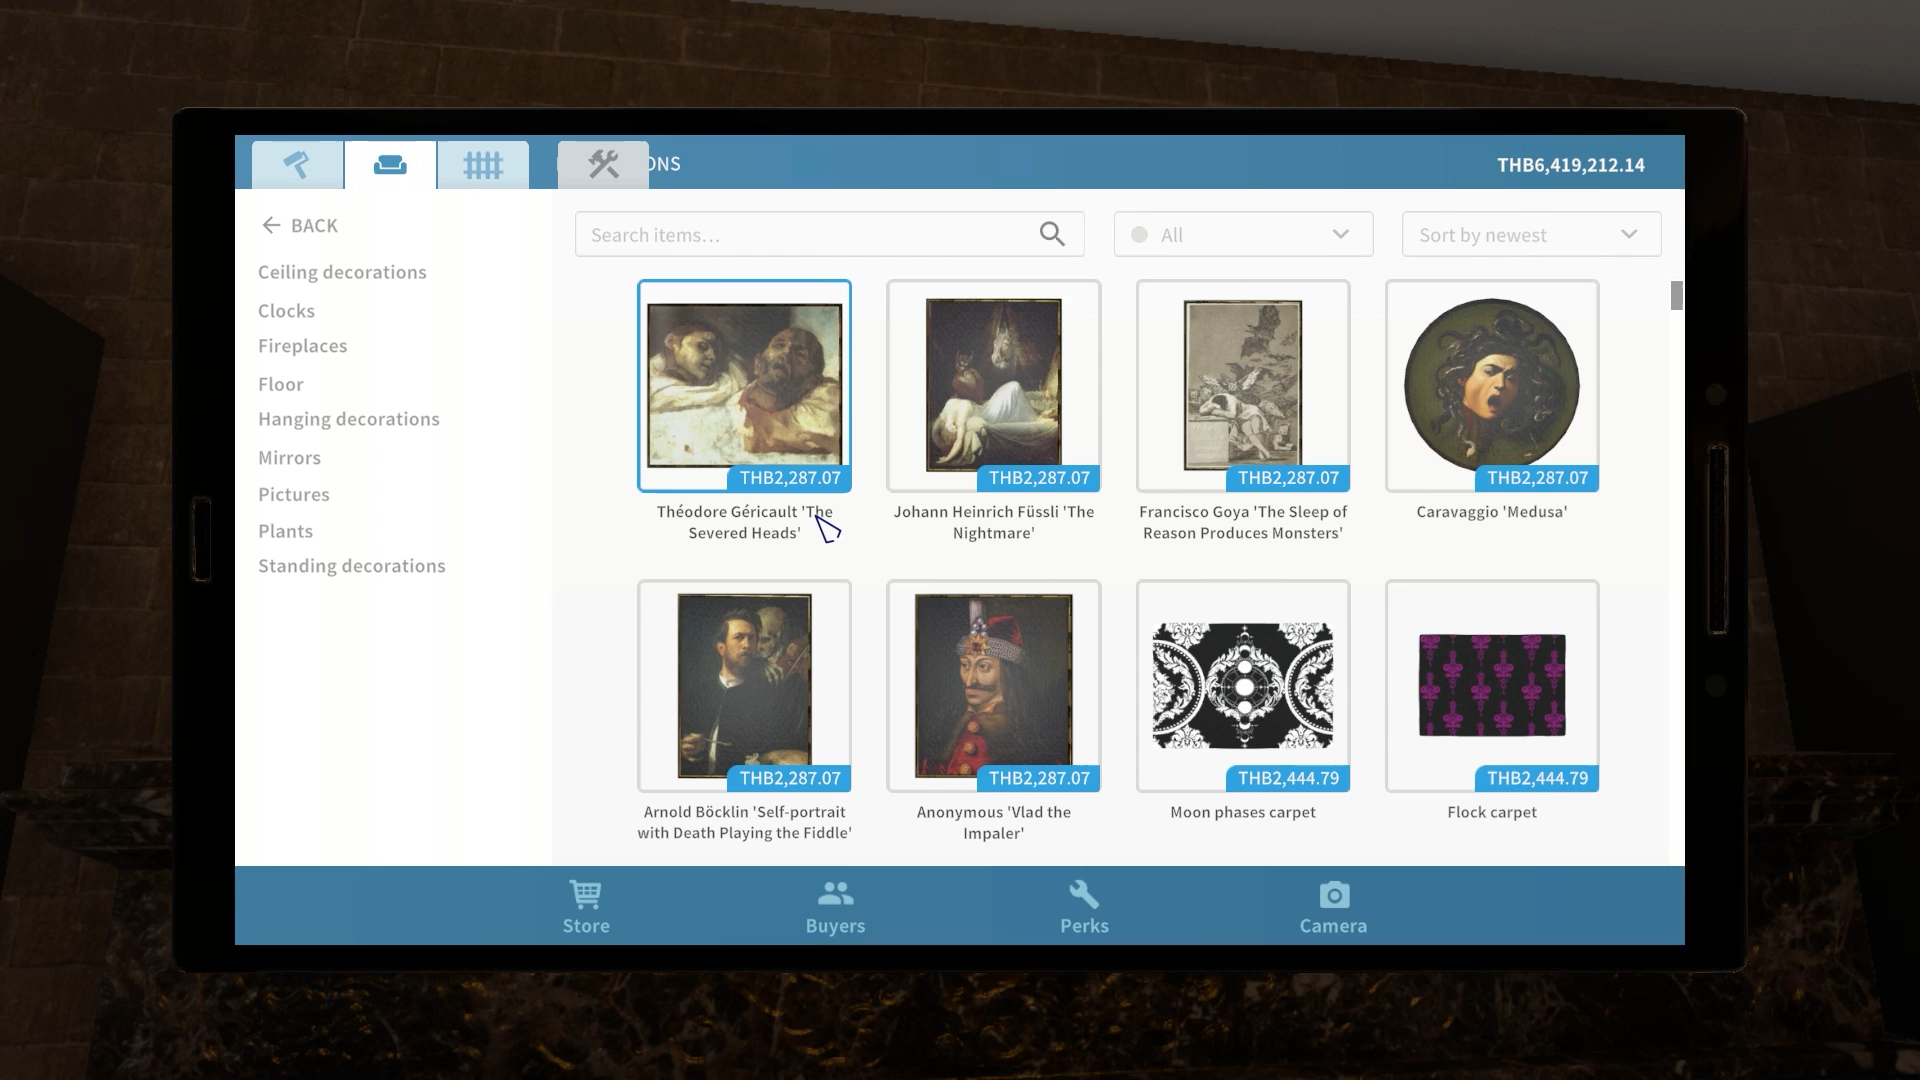 ONS
THB6,419,212.14
BACK
Ceiling decorations
Clocks
Fireplaces
Floor
Hanging decorations
Mirrors
Pictures
Plants
Standing decorations
Search items...
All
Sort by newest
THB2,287.07
THB2,287.07
THB2,287.07
THB2,287.07
Théodore Géricault 'The
Severed Heads'
Johann Heinrich Füssli 'The
Nightmare'
Francisco Goya 'The Sleep of
Reason Produces Monsters'
Caravaggio 'Medusa'
THB2,287.07
THB2,287.07
THB2,444.79
THB2,444.79
Arnold Böcklin 'Self-portrait
with Death Playing the Fiddle'
Anonymous 'Vlad the
Impaler'
Moon phases carpet
Flock carpet
Store
Buyers
Perks
Camera